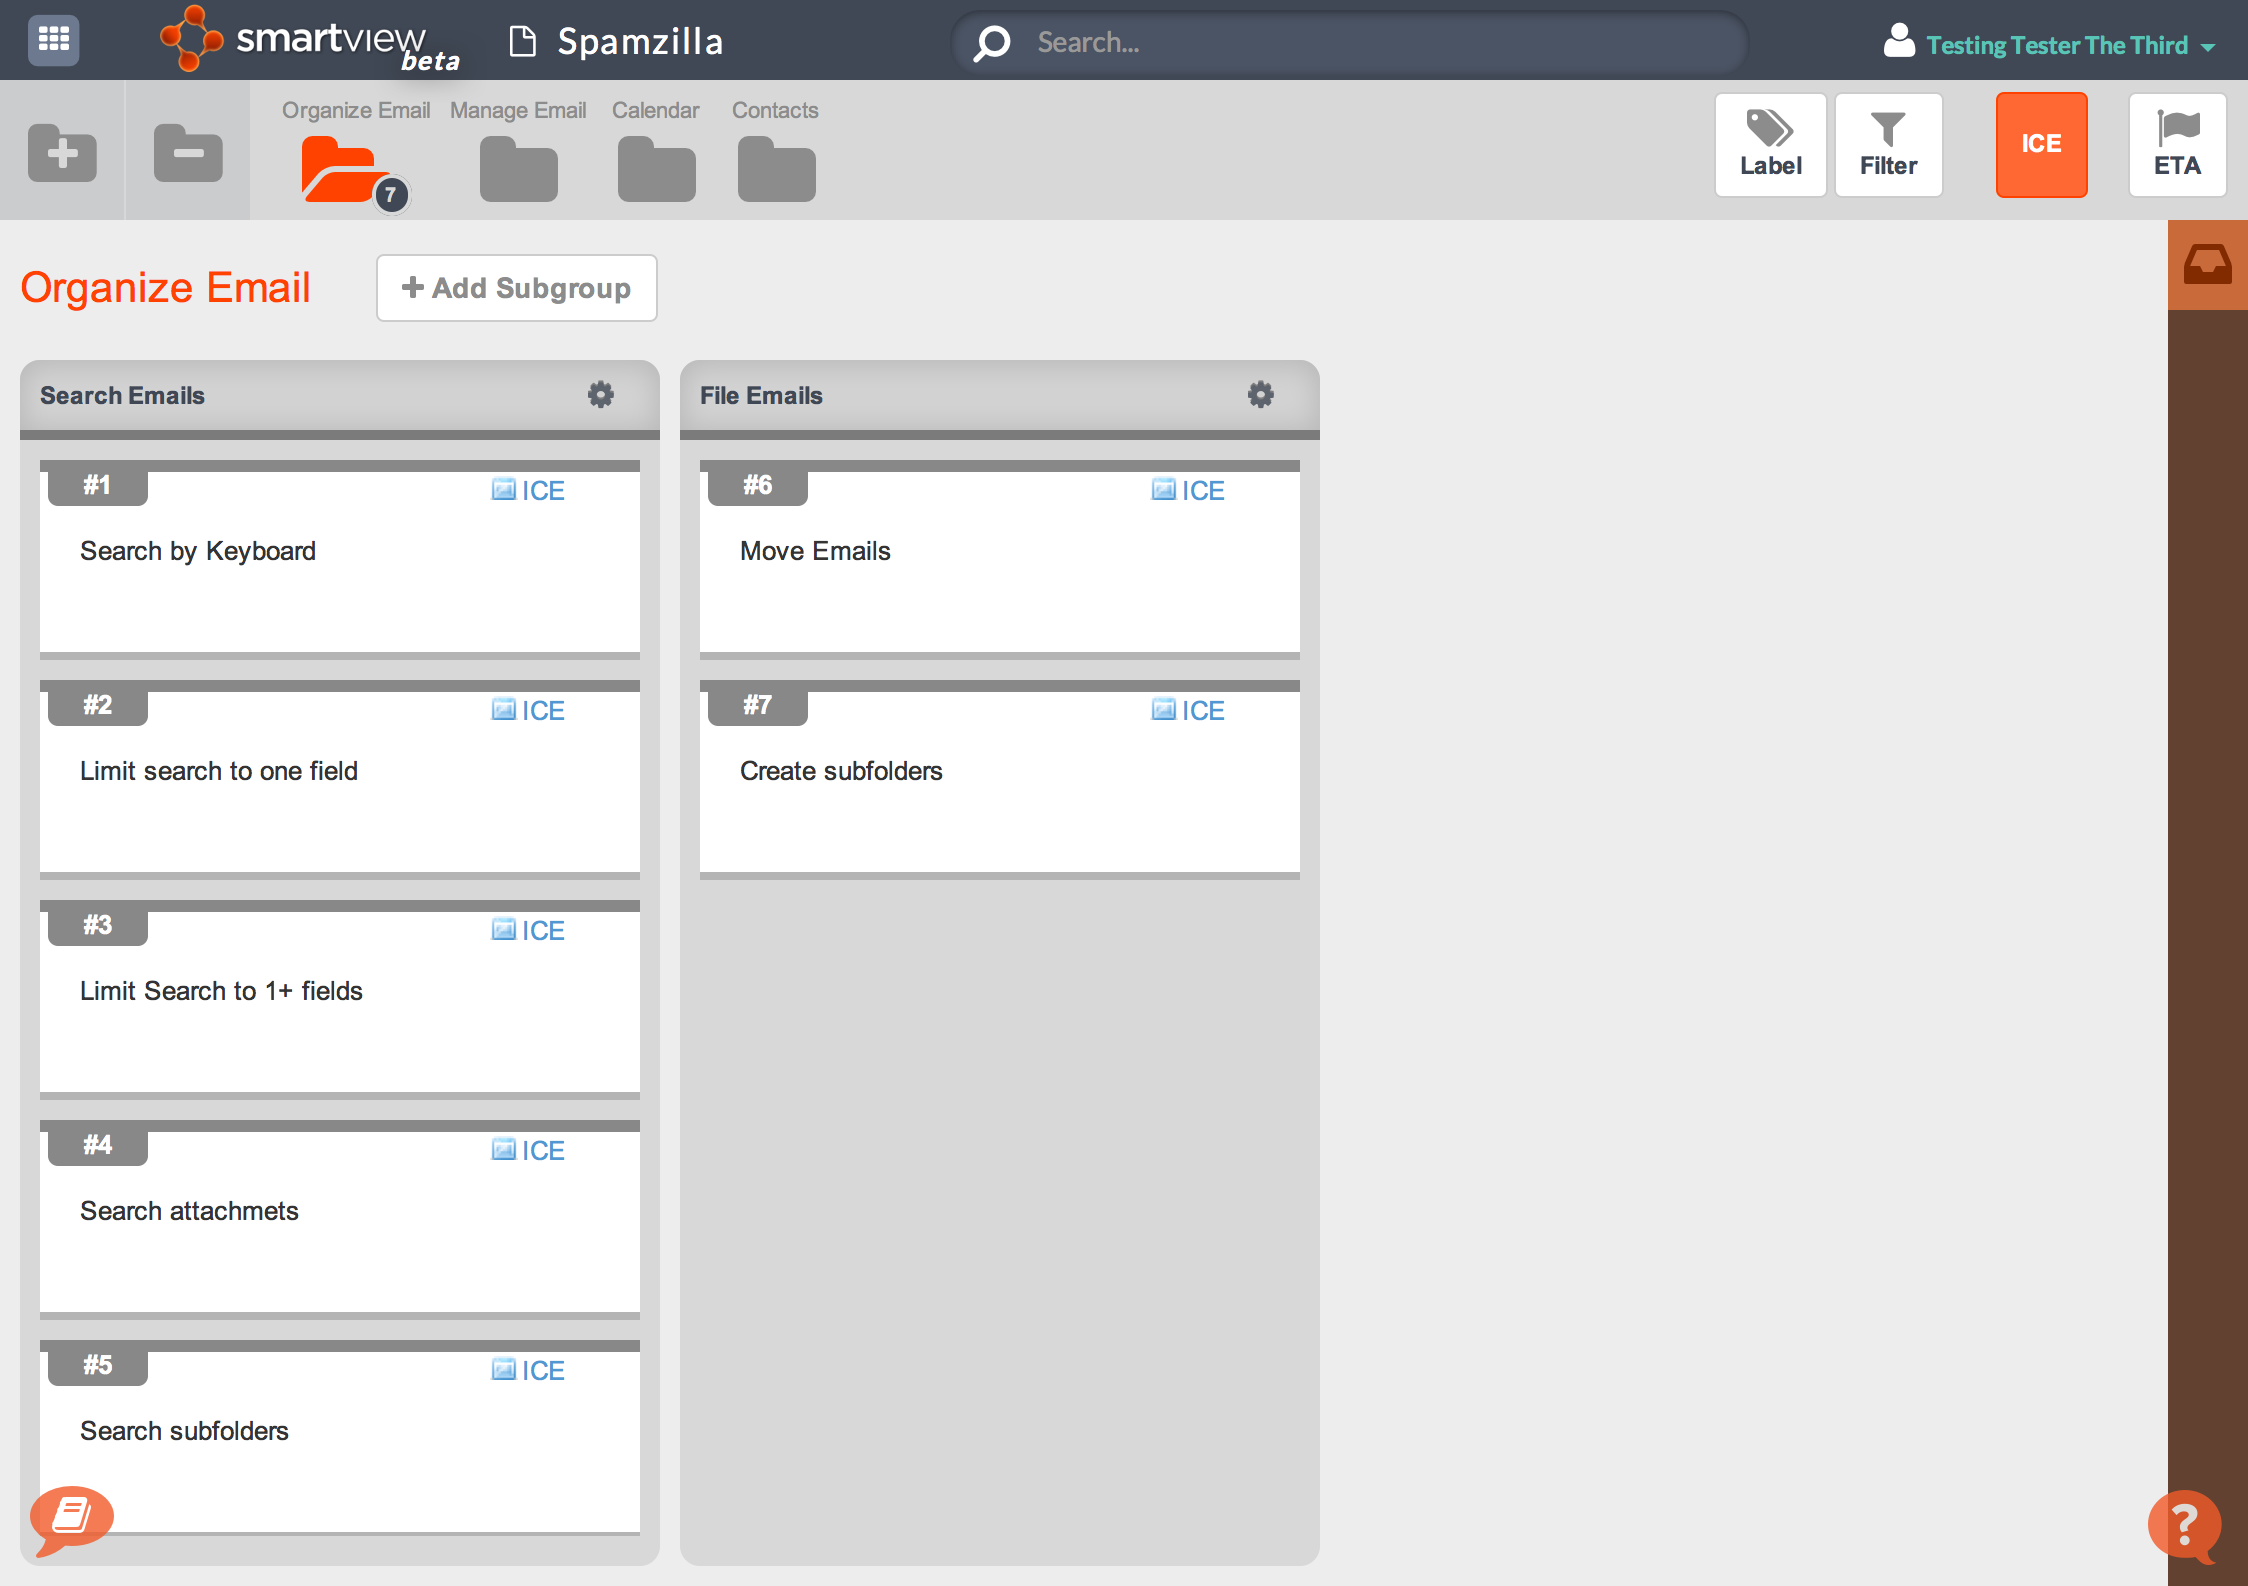 smartview beta
Spamzilla
Search...
Testing Tester The Third
Organize Email
Manage Email
Calendar
Contacts
7
Label
Filter
ICE
ETA
Organize Email
Add Subgroup
Search Emails
#1
ICE
Search by Keyboard
#2
ICE
Limit search to one field
#3
ICE
Limit Search to 1+ fields
#4
ICE
Search attachmets
#5
ICE
Search subfolders
File Emails
#6
ICE
Move Emails
#7
ICE
Create subfolders
?